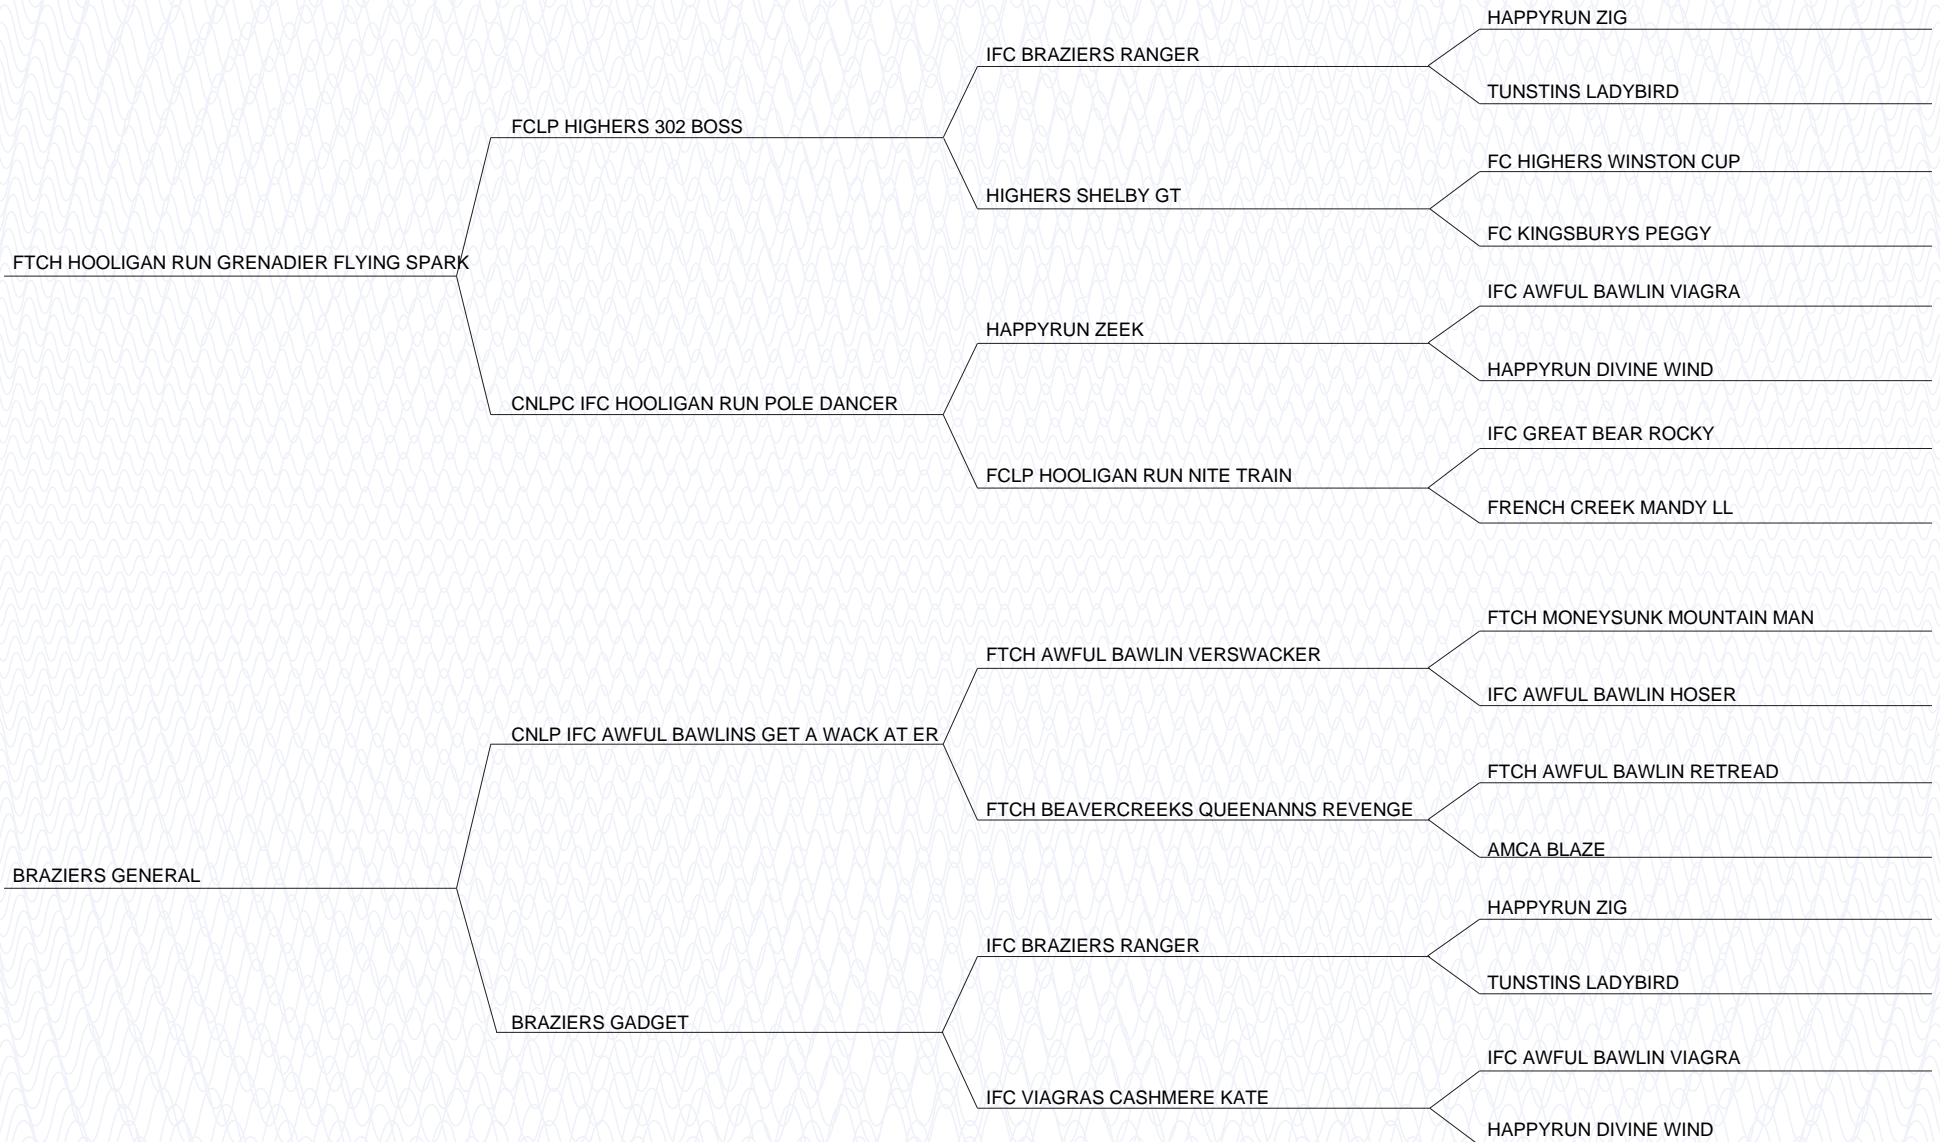 HAPPYRUN ZIG
IFC BRAZIERS RANGER
TUNSTINS LADYBIRD
FCLP HIGHERS 302 BOSS
FC HIGHERS WINSTON CUP
HIGHERS SHELBY GT
FC KINGSBURYS PEGGY
FTCH HOOLIGAN RUN GRENADIER FLYING SPARK
IFC AWFUL BAWLIN VIAGRA
HAPPYRUN ZEEK
HAPPYRUN DIVINE WIND
CNLPC IFC HOOLIGAN RUN POLE DANCER
IFC GREAT BEAR ROCKY
FCLP HOOLIGAN RUN NITE TRAIN
FRENCH CREEK MANDY LL
FTCH MONEYSUNK MOUNTAIN MAN
FTCH AWFUL BAWLIN VERSWACKER
IFC AWFUL BAWLIN HOSER
CNLP IFC AWFUL BAWLINS GET A WACK AT ER
FTCH AWFUL BAWLIN RETREAD
FTCH BEAVERCREEKS QUEENANNS REVENGE
AMCA BLAZE
BRAZIERS GENERAL
HAPPYRUN ZIG
IFC BRAZIERS RANGER
TUNSTINS LADYBIRD
BRAZIERS GADGET
IFC AWFUL BAWLIN VIAGRA
IFC VIAGRAS CASHMERE KATE
HAPPYRUN DIVINE WIND